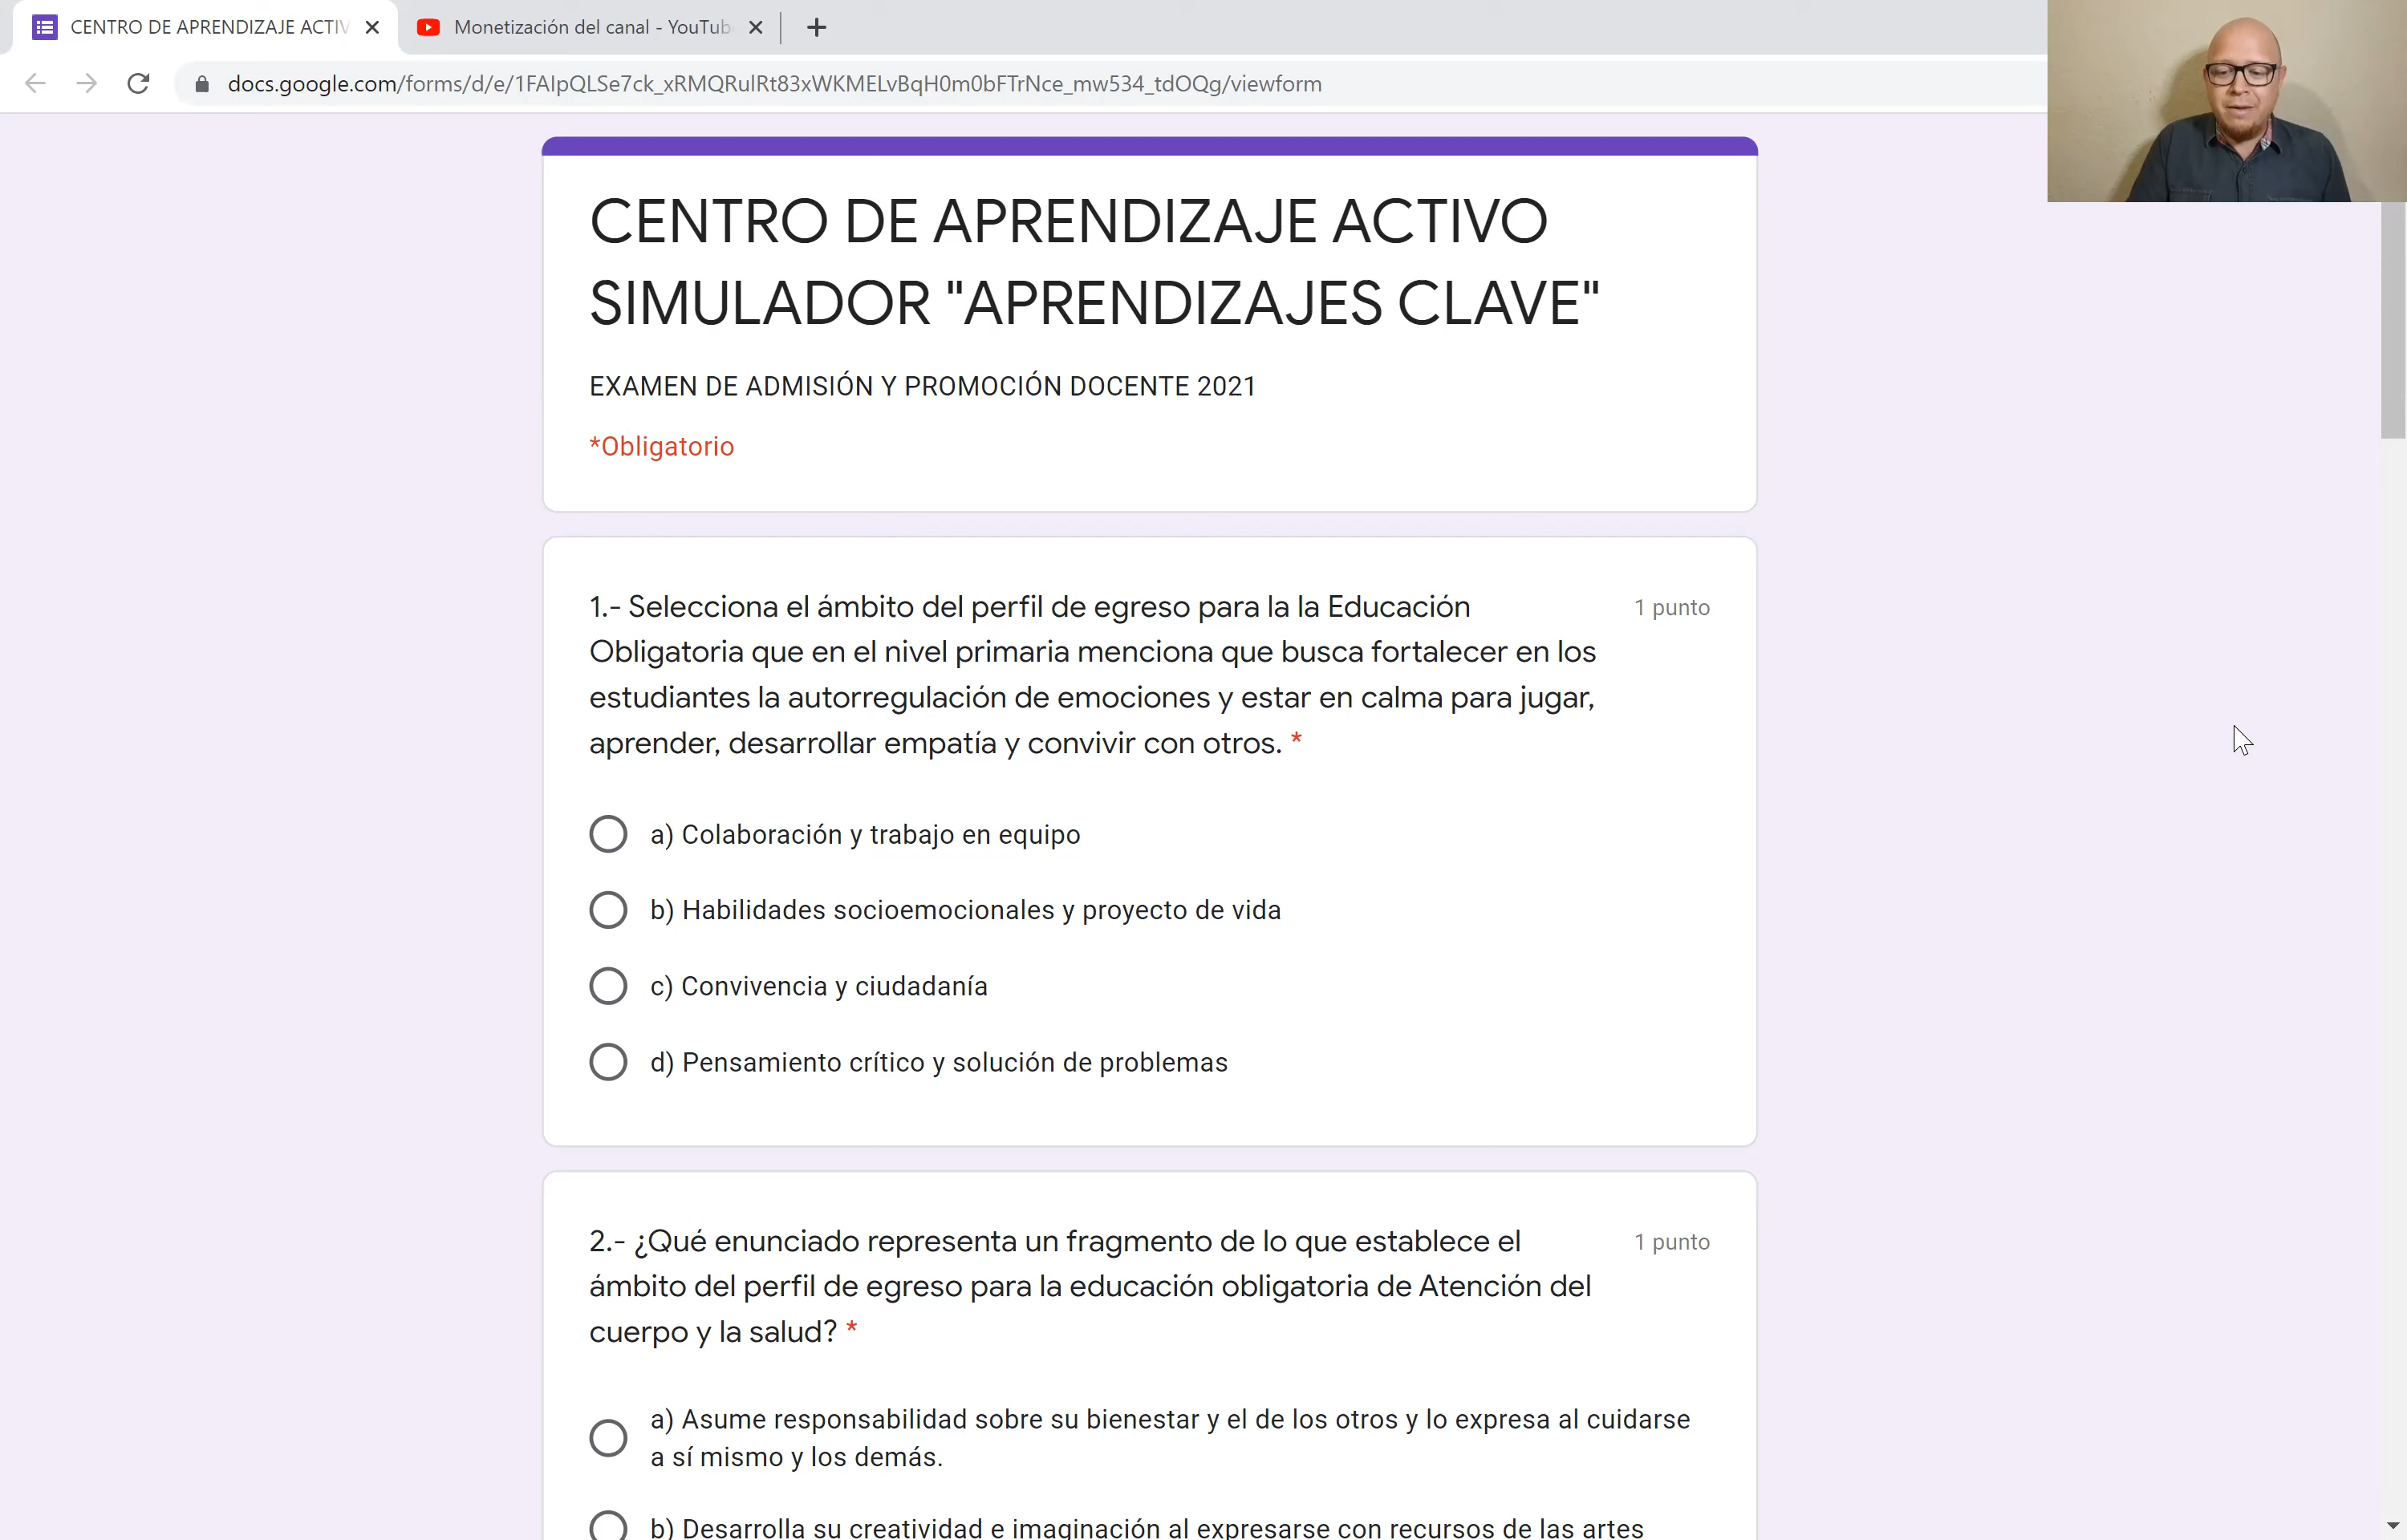 CENTRO DE APRENDIZAJE ACTIV
Monetización del canal - YouTub
docs.google.com/forms/d/e/1FAIpQLSe7ck_xRMQRulRt83xWKMELvBqH0m0bFTrNce_mw534_tdOQg/viewform
CENTRO DE APRENDIZAJE ACTIVO
SIMULADOR "APRENDIZAJES CLAVE"
EXAMEN DE ADMISIÓN Y PROMOCIÓN DOCENTE 2021
*Obligatorio
1.- Selecciona el ámbito del perfil de egreso para la la Educación
1 punto
Obligatoria que en el nivel primaria menciona que busca fortalecer en los
estudiantes la autorregulación de emociones y estar en calma para jugar,
aprender, desarrollar empatía y convivir con otros. *
a) Colaboración y trabajo en equipo
b) Habilidades socioemocionales y proyecto de vida
c) Convivencia y ciudadanía
d) Pensamiento crítico y solución de problemas
2.- ¿Qué enunciado representa un fragmento de lo que establece el
1 punto
ámbito del perfil de egreso para la educación obligatoria de Atención del
cuerpo y la salud? *
a) Asume responsabilidad sobre su bienestar y el de los otros y lo expresa al cuidarse
a sí mismo y los demás.
b) Desarrolla su creatividad e imaginación al expresarse con recursos de las artes